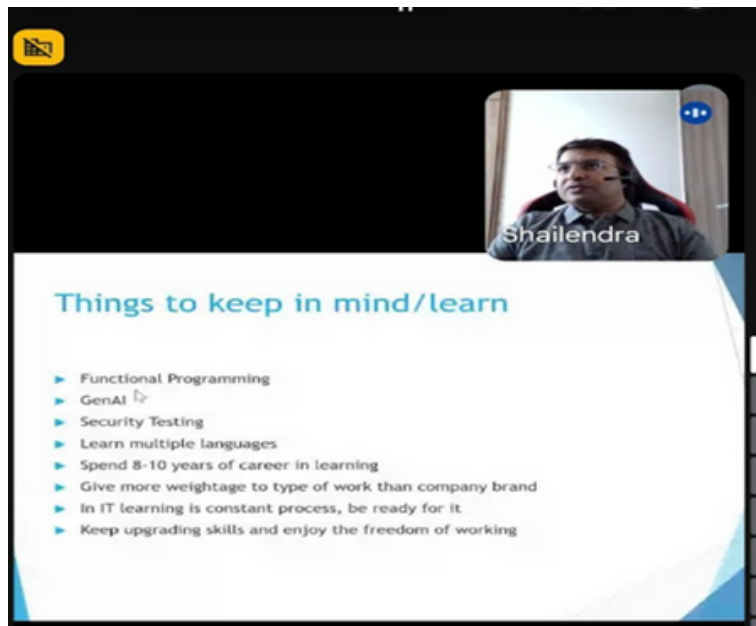 Shailendra
Things to keep in mind/learn
Functional Programming
GenAI
Security Testing
Learn multiple languages
Spend 8-10 years of career in learning
Give more weightage to type of work than company brand
In IT learning is constant process, be ready for it
Keep upgrading skills and enjoy the freedom of working